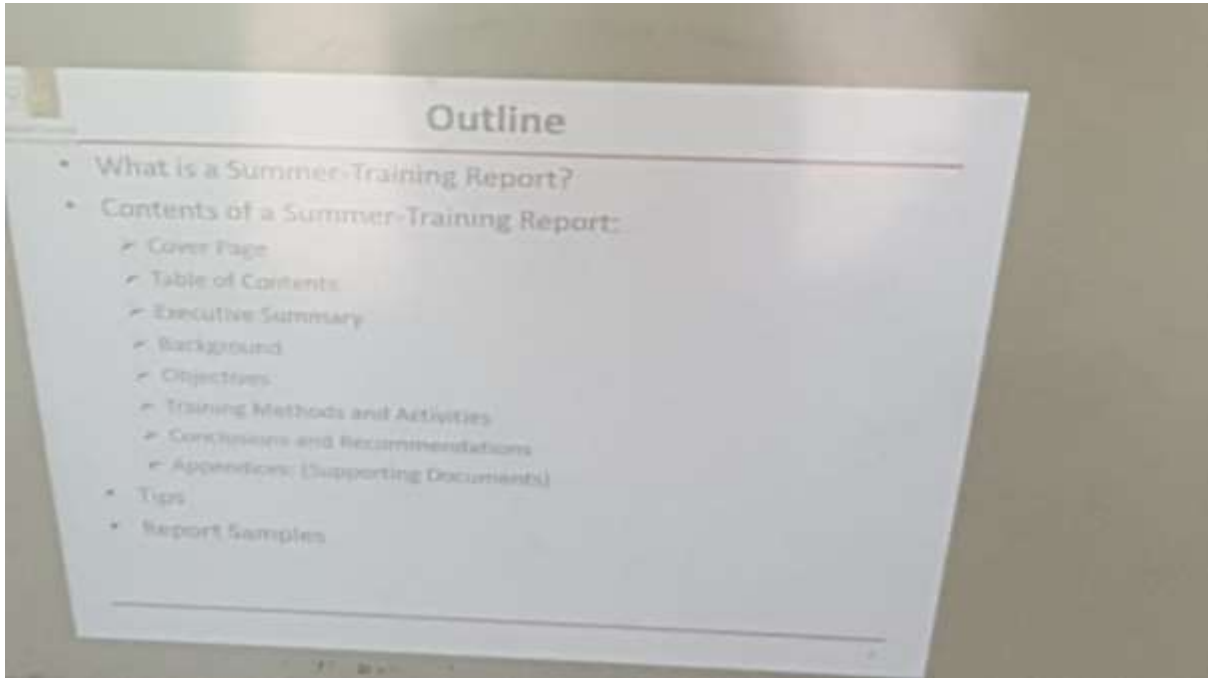 Outline
• What is a Summer-Training Report?
• Contents of a Summer-Training Report:
➢ Cover Page
➢ Table of Contents
➢ Executive Summary
➢ Background
➢ Objectives
➢ Training Methods and Activities
➢ Conclusions and Recommendations
➢ Appendices: (Supporting Documents)
• Tips
• Report Samples